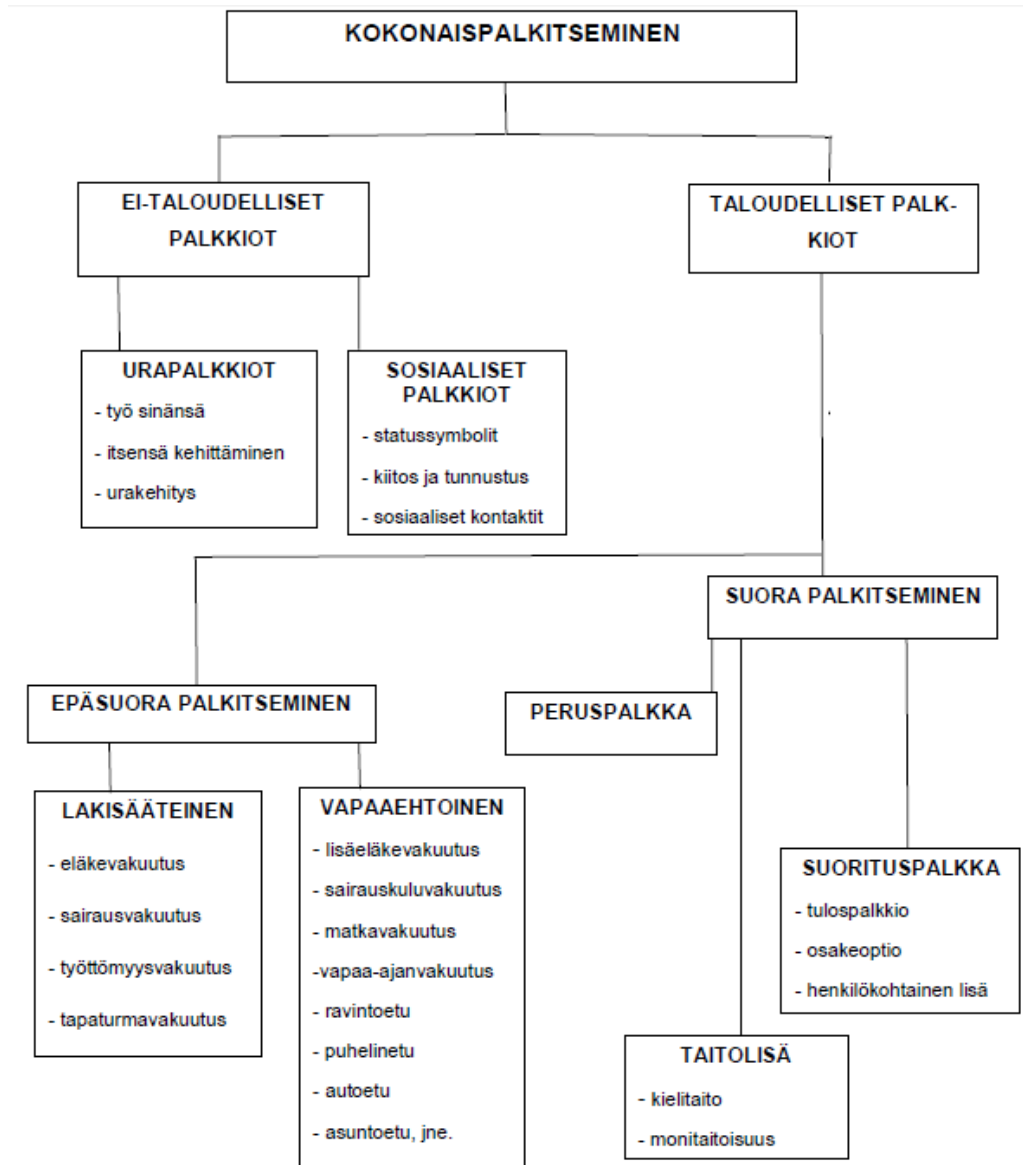 KOKONAISPALKITSEMINEN
EI-TALOUDELLISET
PALKKIOT
TALOUDELLISET PALK-
KIOT
URAPALKKIOT
- työ sinänsä
- itsensä kehittäminen
- urakehitys
SOSIAALISET
PALKKIOT
- statussymbolit
- kiitos ja tunnustus
- sosiaaliset kontaktit
SUORA PALKITSEMINEN
EPÄSUORA PALKITSEMINEN
PERUSPALKKA
LAKISÄÄTEINEN
- eläkevakuutus
- sairausvakuutus
- työttömyysvakuutus
- tapaturmavakuutus
VAPAAEHTOINEN
- lisäeläkevakuutus
- sairauskuluvakuutus
- matkavakuutus
-vapaa-ajanvakuutus
- ravintoetu
- puhelinetu
- autoetu
- asuntoetu, jne.
SUORITUSPALKKA
- tulospalkkio
- osakeoptio
- henkilökohtainen lisä
TAITOLISÄ
- kielitaito
- monitaitoisuus